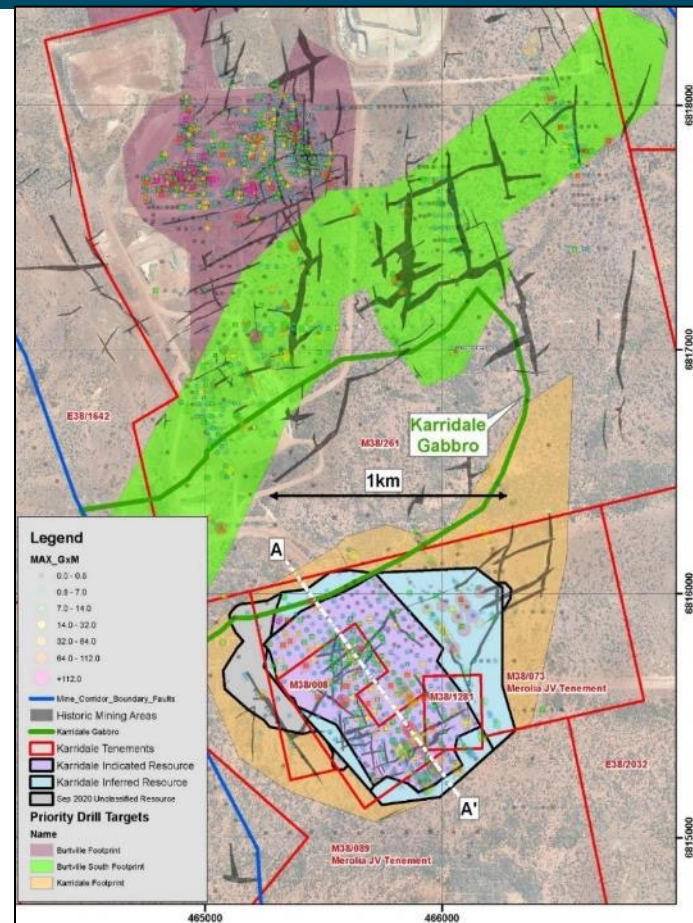 6818000
6817000
E38/1642
Karridale
Gabbro
M38/261
1km
A
6816000
M38/008
M38/1281
M38/073
Merolia JV Tenement
E38/2032
A'
M38/089
Merolia JV Tenement
6815000
Legend
MAX_GxM
0.0 - 0.8
0.8 - 7.0
7.0 - 14.0
14.0 - 32.0
32.0 - 64.0
64.0 - 112.0
+112.0
Mine_Corridor_Boundary_Faults
Historic Mining Areas
Karridale Gabbro
Karridale Tenements
Karridale Indicated Resource
Karridale Inferred Resource
Sep 2020 Unclassified Resource
Priority Drill Targets
Name
Burtville Footprint
Burtville South Footprint
Karridale Footprint
465000
466000